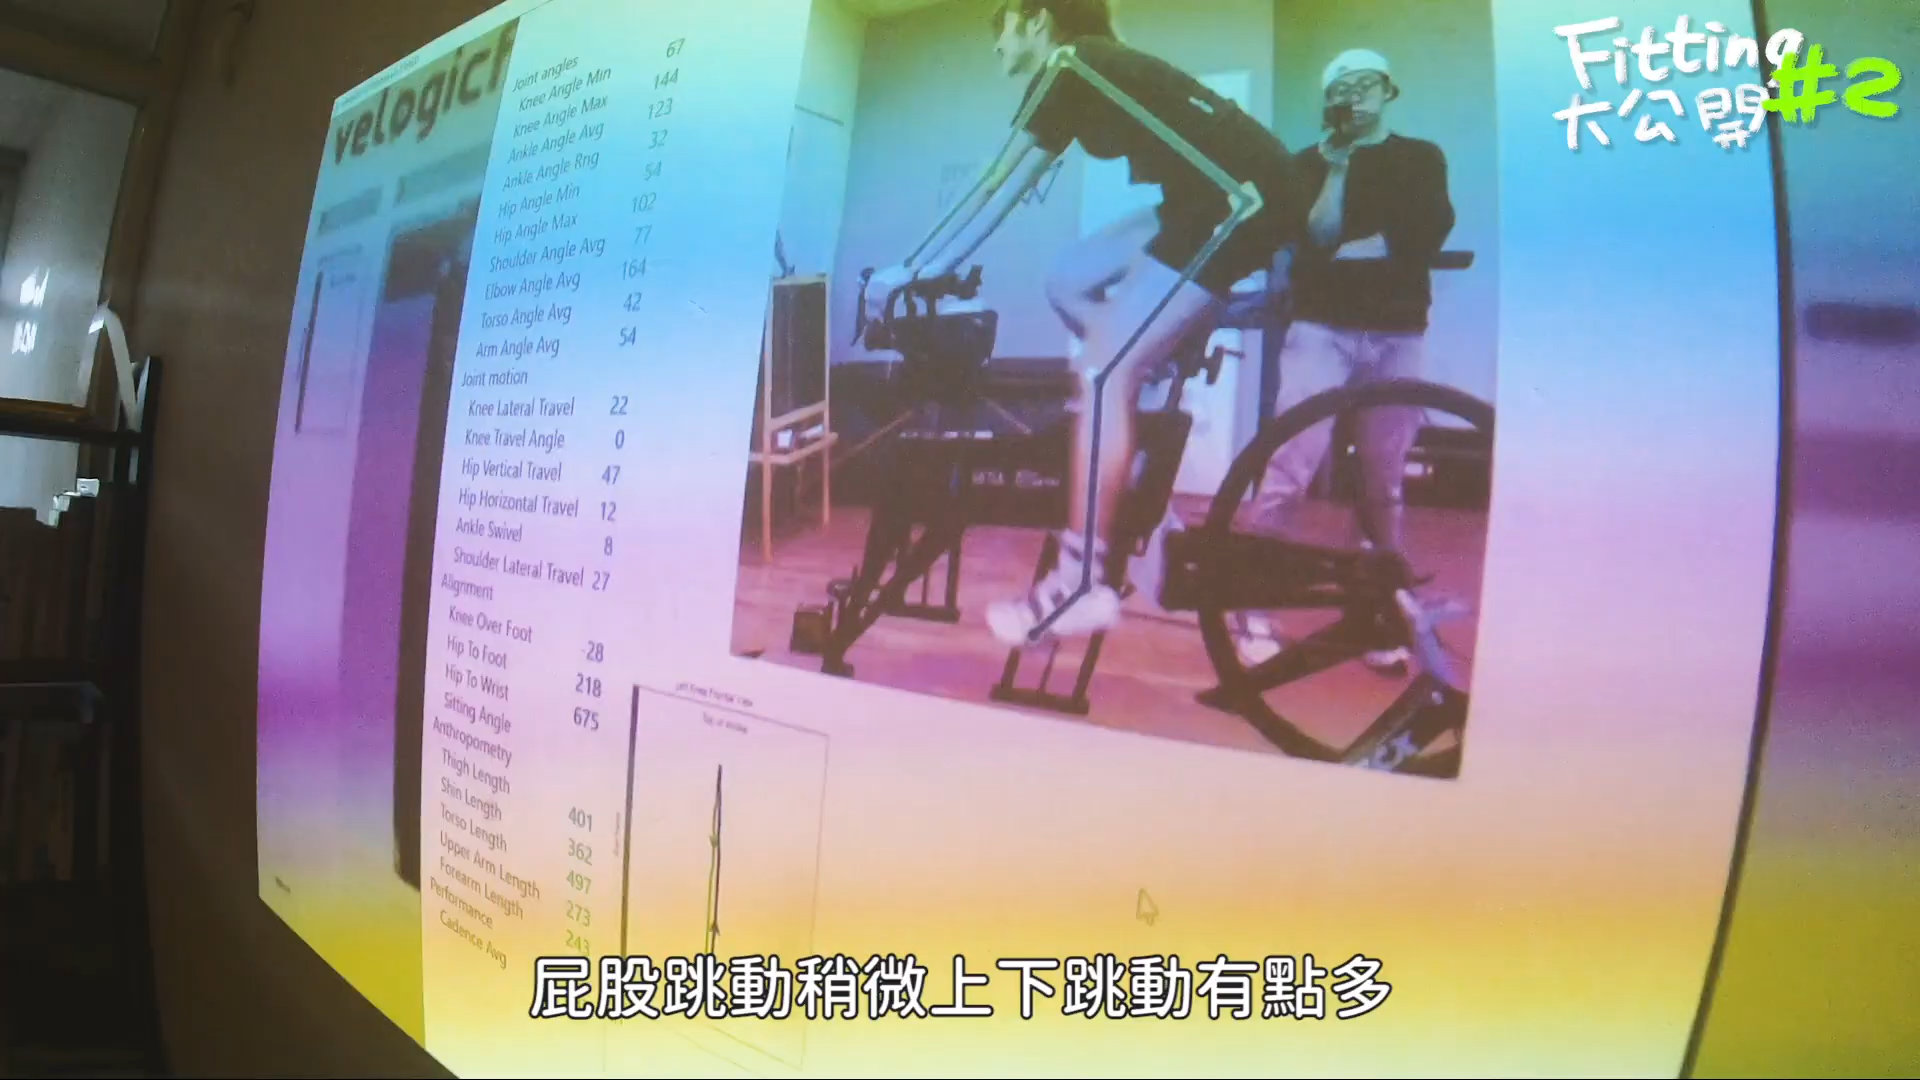 Fitting
#2
大公開
velogic
Joint angles
Knee Angle Min 67
Knee Angle Max 144
Ankle Angle Avg 123
Ankle Angle Rng 32
Hip Angle Min 54
Hip Angle Max 102
Shoulder Angle Avg 77
Elbow Angle Avg 164
Torso Angle Avg 42
Arm Angle Avg 54
Joint motion
Knee Lateral Travel 22
Knee Travel Angle 0
Hip Vertical Travel 47
Hip Horizontal Travel 12
Ankle Swivel 8
Shoulder Lateral Travel 27
Alignment
Knee Over Foot -28
Hip To Foot 218
Hip To Wrist 675
Sitting Angle
Anthropometry
Thigh Length 401
Shin Length 362
Torso Length 497
Upper Arm Length 273
Forearm Length 243
Performance
Cadence Avg
屁股跳動稍微上下跳動有點多